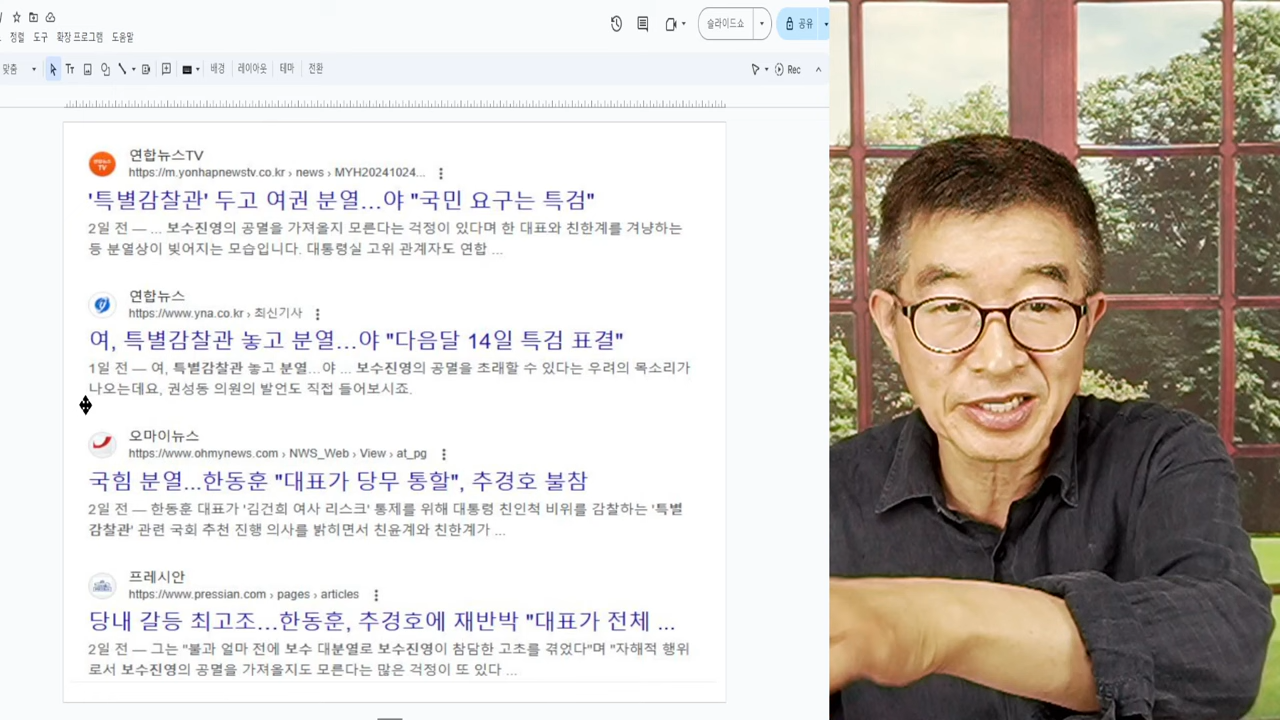 정렬 도구 확장 프로그램 도움말
슬라이드쇼
공유
맞춤
배경 레이아웃 테마 전환
Rec
연합뉴스TV
https://m.yonhapnewstv.co.kr › news › MYH20241024...
'특별감찰관' 두고 여권 분열…야 "국민 요구는 특검"
2일 전 — ... 보수진영의 공멸을 가져올지 모른다는 걱정이 있다며 한 대표와 친한계를 겨냥하는
등 분열상이 빚어지는 모습입니다. 대통령실 고위 관계자도 연합 ...
연합뉴스
https://www.yna.co.kr › 최신기사
여, 특별감찰관 놓고 분열…야 "다음달 14일 특검 표결"
1일 전 — 여, 특별감찰관 놓고 분열…야 ... 보수진영의 공멸을 초래할 수 있다는 우려의 목소리가
나오는데요, 권성동 의원의 발언도 직접 들어보시죠.
오마이뉴스
https://www.ohmynews.com › NWS_Web › View › at_pg
국힘 분열...한동훈 "대표가 당무 통할", 추경호 불참
2일 전 — 한동훈 대표가 '김건희 여사 리스크' 통제를 위해 대통령 친인척 비위를 감찰하는 '특별
감찰관' 관련 국회 추천 진행 의사를 밝히면서 친윤계와 친한계가 ...
프레시안
https://www.pressian.com › pages › articles
당내 갈등 최고조…한동훈, 추경호에 재반박 "대표가 전체 ...
2일 전 — 그는 "불과 얼마 전에 보수 대분열로 보수진영이 참담한 고초를 겪었다"며 "자해적 행위
로서 보수진영의 공멸을 가져올지도 모른다는 많은 걱정이 또 있다 ...